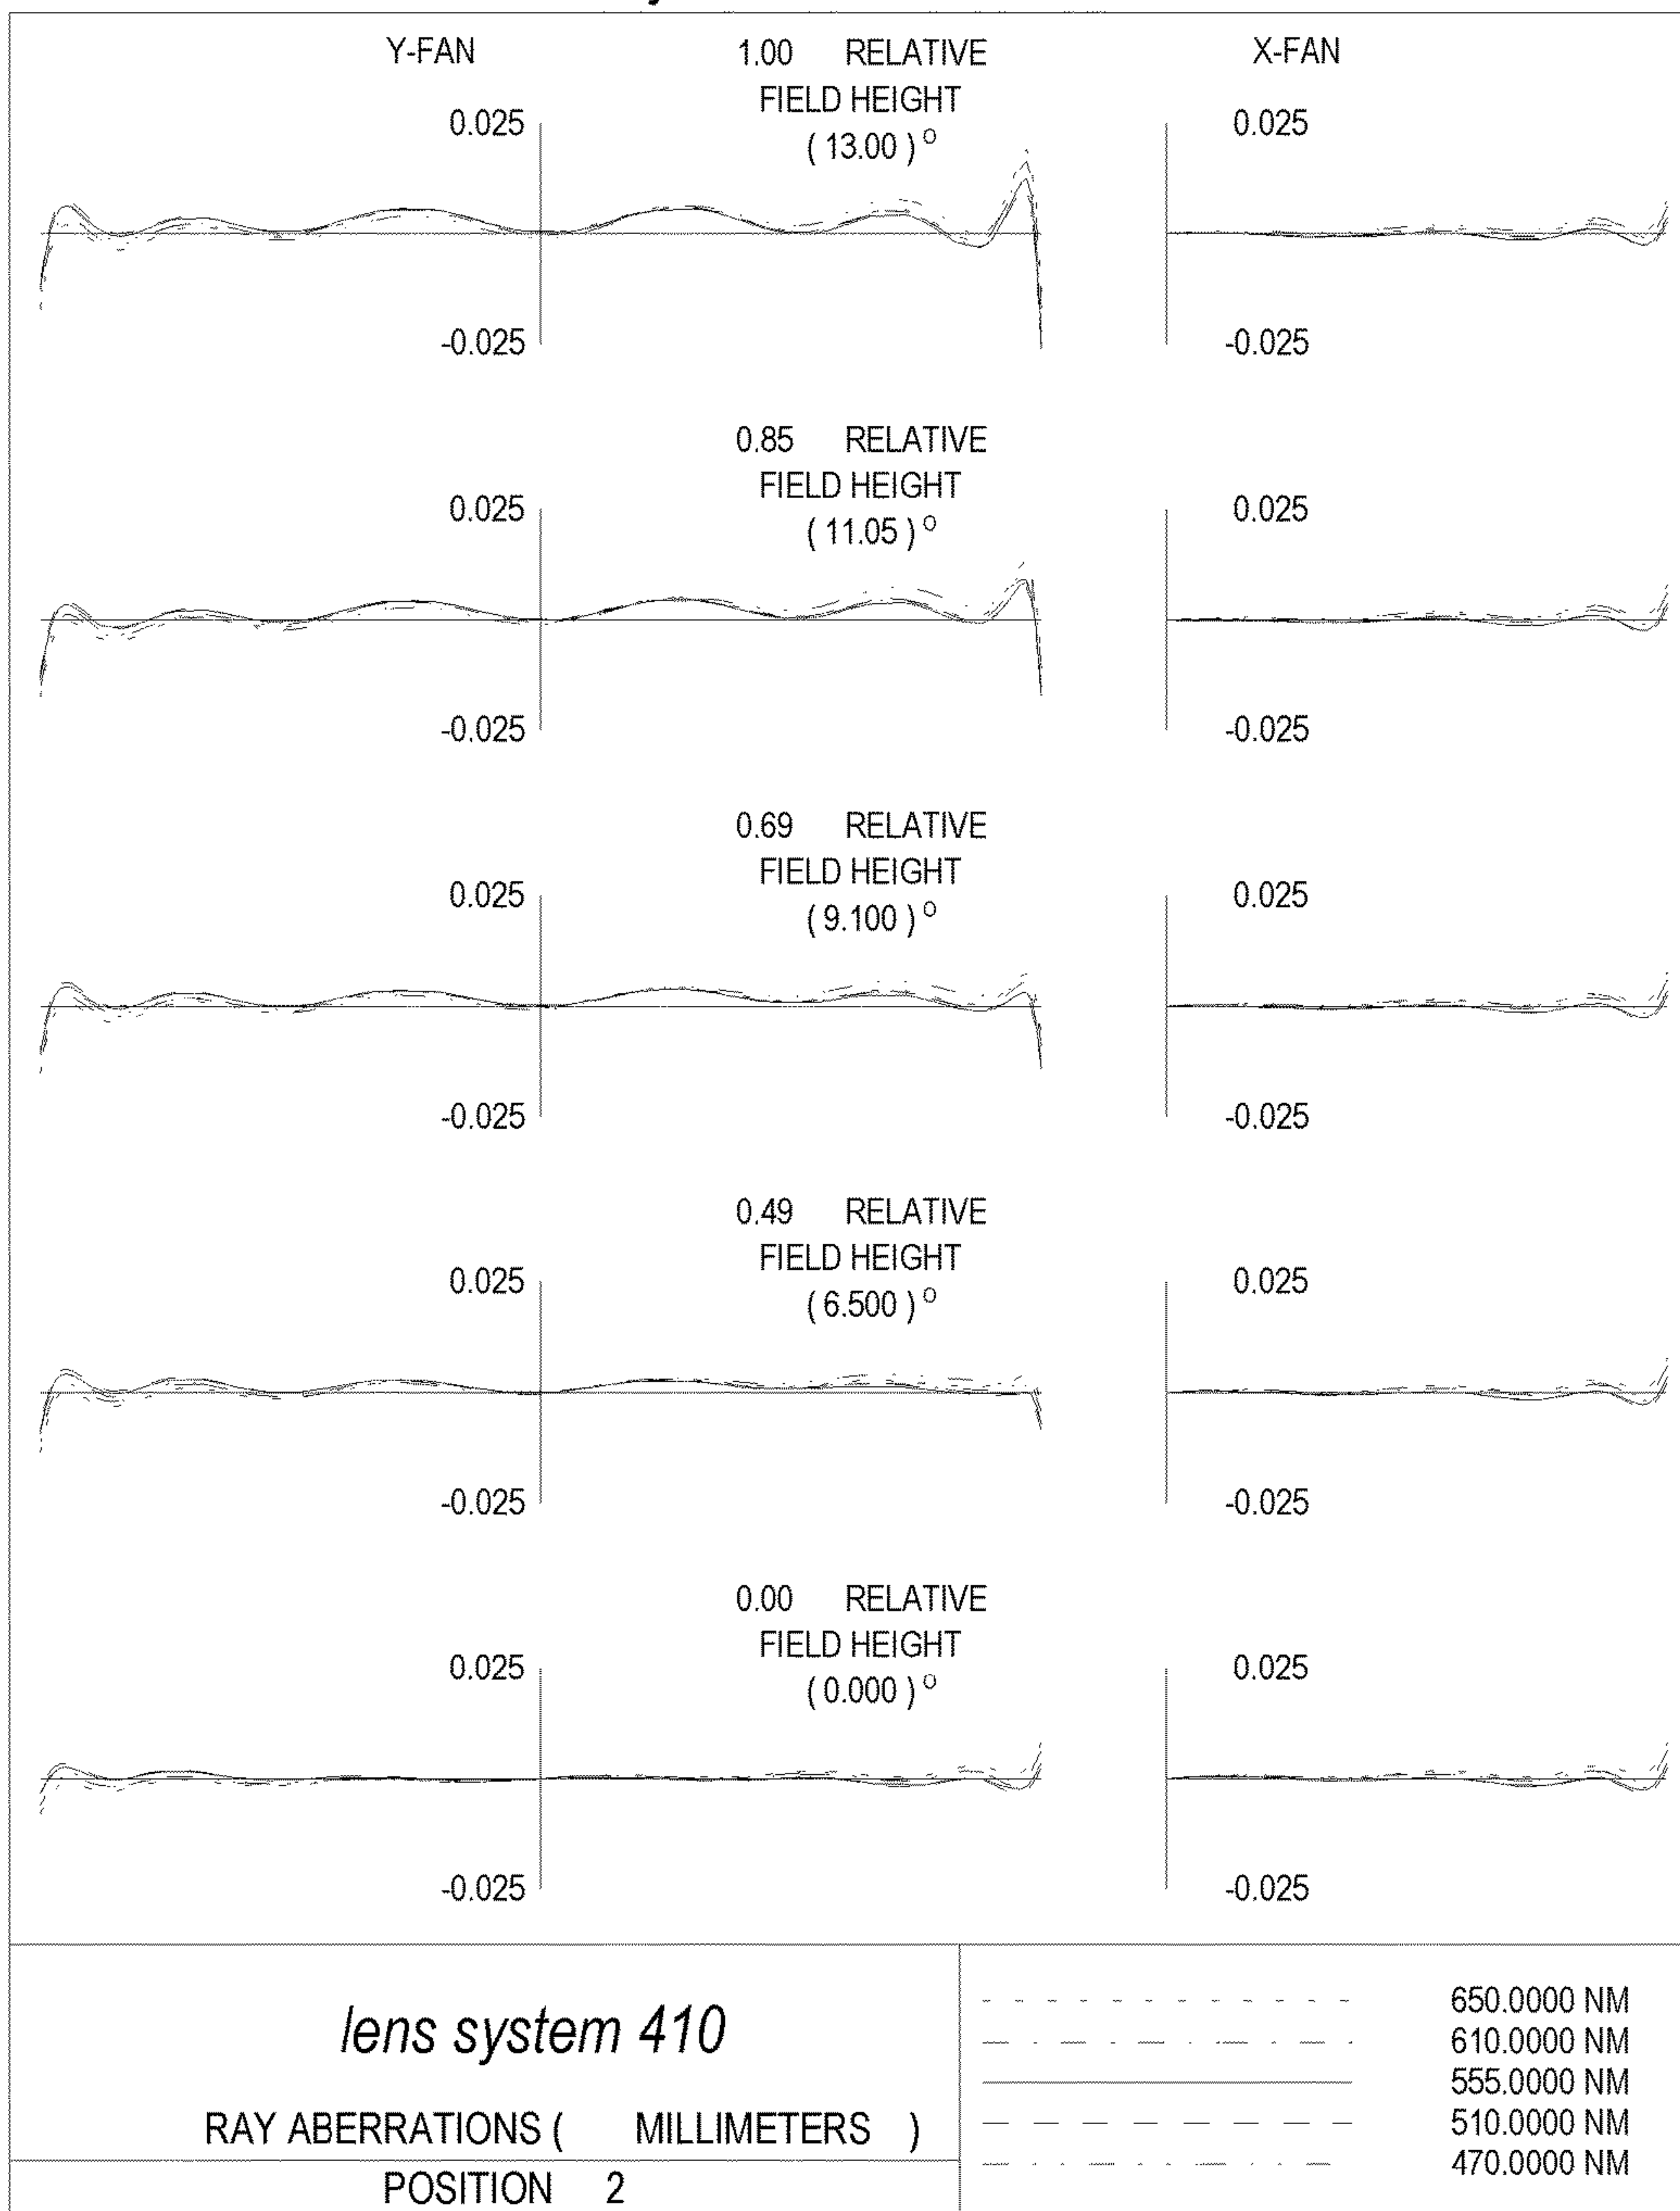 Y-FAN 1.00 RELATIVE X-FAN
FIELD HEIGHT
0.025 ( 13.00 ) O 0.025
-0.025 -0.025
0.85 RELATIVE
FIELD HEIGHT
0.025 ( 11.05 ) O 0.025
-0.025 -0.025
0.69 RELATIVE
FIELD HEIGHT
0.025 ( 9.100 ) O 0.025
-0.025 -0.025
0.49 RELATIVE
FIELD HEIGHT
0.025 ( 6.500 ) O 0.025
-0.025 -0.025
0.00 RELATIVE
FIELD HEIGHT
0.025 ( 0.000 ) O 0.025
-0.025 -0.025
lens system 410
RAY ABERRATIONS ( MILLIMETERS )
POSITION 2
650.0000 NM
610.0000 NM
555.0000 NM
510.0000 NM
470.0000 NM